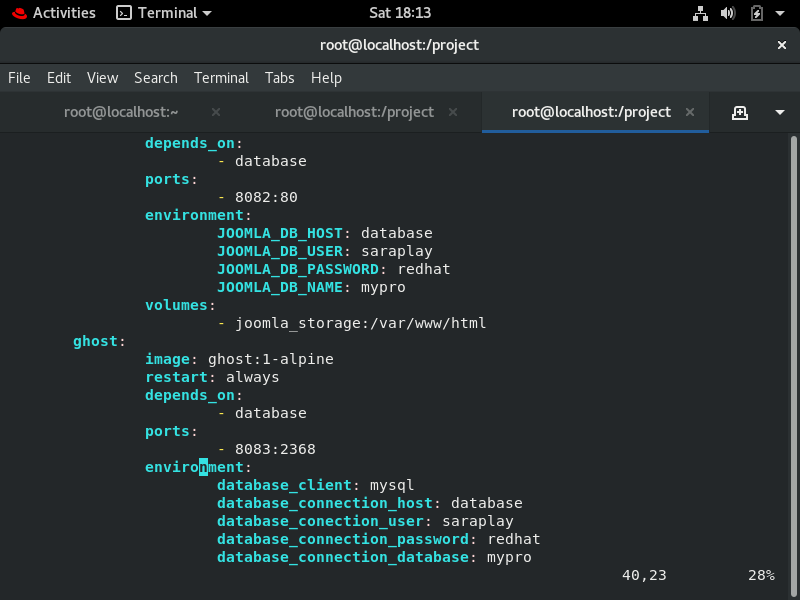 Activities Terminal Sat 18:13
root@localhost:/project ×
File Edit View Search Terminal Tabs Help
root@localhost:~ × root@localhost:/project × root@localhost:/project ×
depends_on:
- database
ports:
- 8082:80
environment:
JOOMLA_DB_HOST: database
JOOMLA_DB_USER: saraplay
JOOMLA_DB_PASSWORD: redhat
JOOMLA_DB_NAME: mypro
volumes:
- joomla_storage:/var/www/html
ghost:
image: ghost:1-alpine
restart: always
depends_on:
- database
ports:
- 8083:2368
environment:
database_client: mysql
database_connection_host: database
database_conection_user: saraplay
database_connection_password: redhat
database_connection_database: mypro
40,23 28%